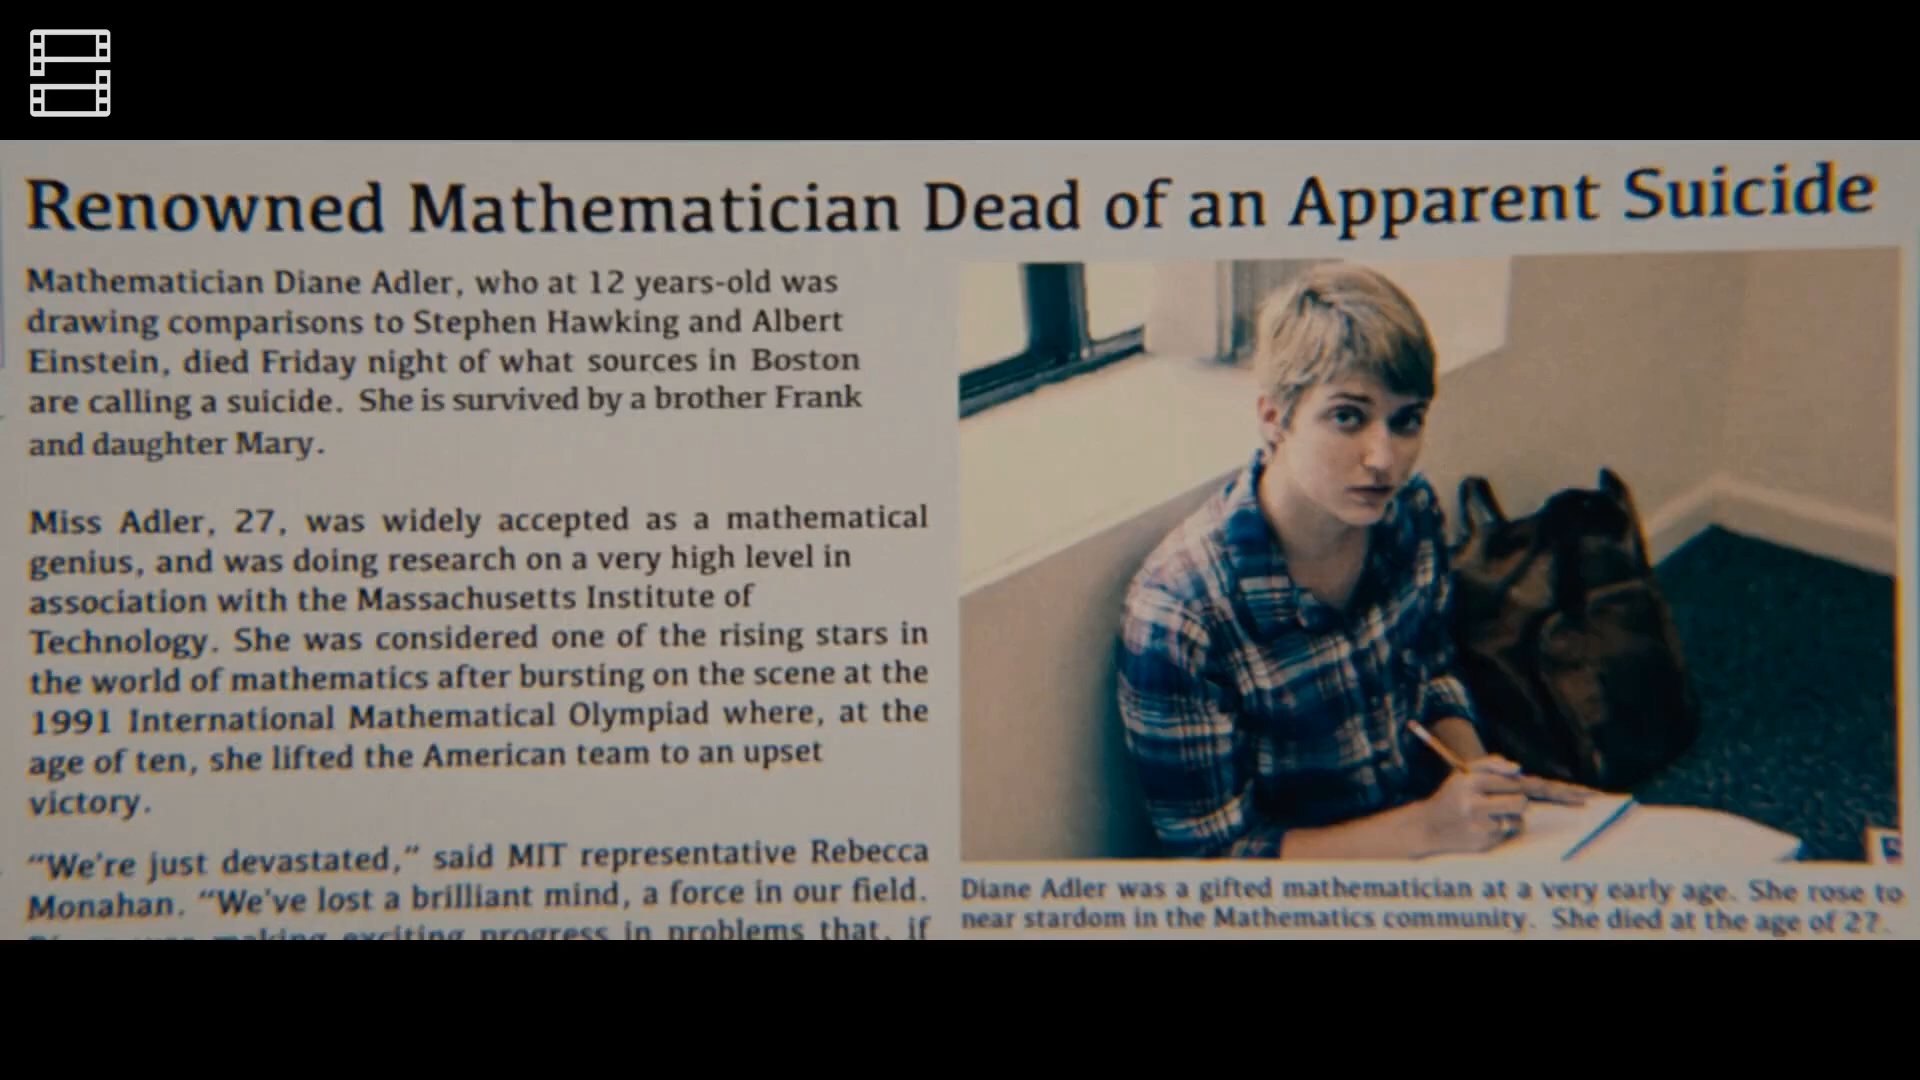 Renowned Mathematician Dead of an Apparent Suicide
Mathematician Diane Adler, who at 12 years-old was
drawing comparisons to Stephen Hawking and Albert
Einstein, died Friday night of what sources in Boston
are calling a suicide. She is survived by a brother Frank
and daughter Mary.
Miss Adler, 27, was widely accepted as a mathematical
genius, and was doing research on a very high level in
association with the Massachusetts Institute of
Technology. She was considered one of the rising stars in
the world of mathematics after bursting on the scene at the
1991 International Mathematical Olympiad where, at the
age of ten, she lifted the American team to an upset
victory.
“We’re just devastated,” said MIT representative Rebecca
Monahan. “We’ve lost a brilliant mind, a force in our field.
making exciting progress in problems that, if
Diane Adler was a gifted mathematician at a very early age. She rose to
near stardom in the Mathematics community. She died at the age of 27.